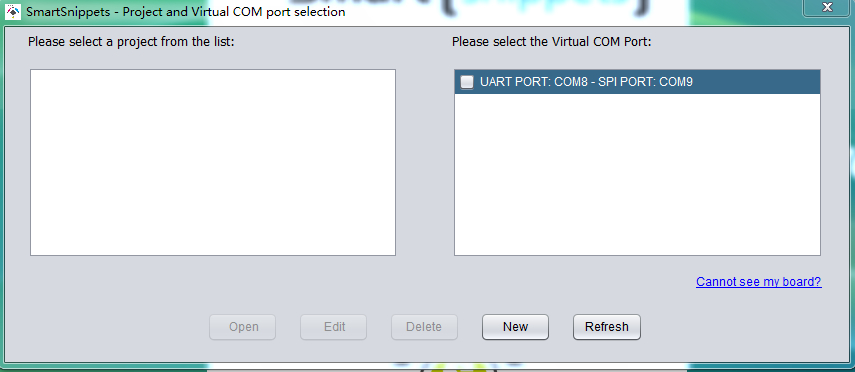 SmartSnippets - Project and Virtual COM port selection
Please select a project from the list:
Please select the Virtual COM Port:
UART PORT: COM8 - SPI PORT: COM9
Cannot see my board?
Open
Edit
Delete
New
Refresh